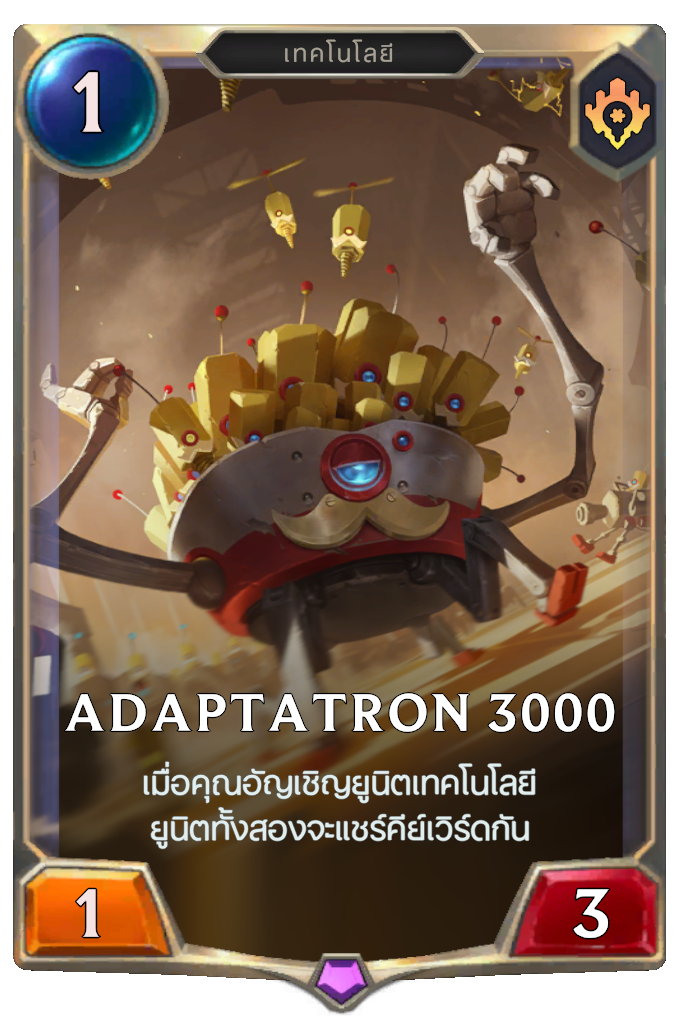 1
เทคโนโลยี
ADAPTATRON 3000
เมื่อคุณอัญเชิญยูนิตเทคโนโลยี
ยูนิตทั้งสองจะแชร์คีย์เวิร์ดกัน
1
3